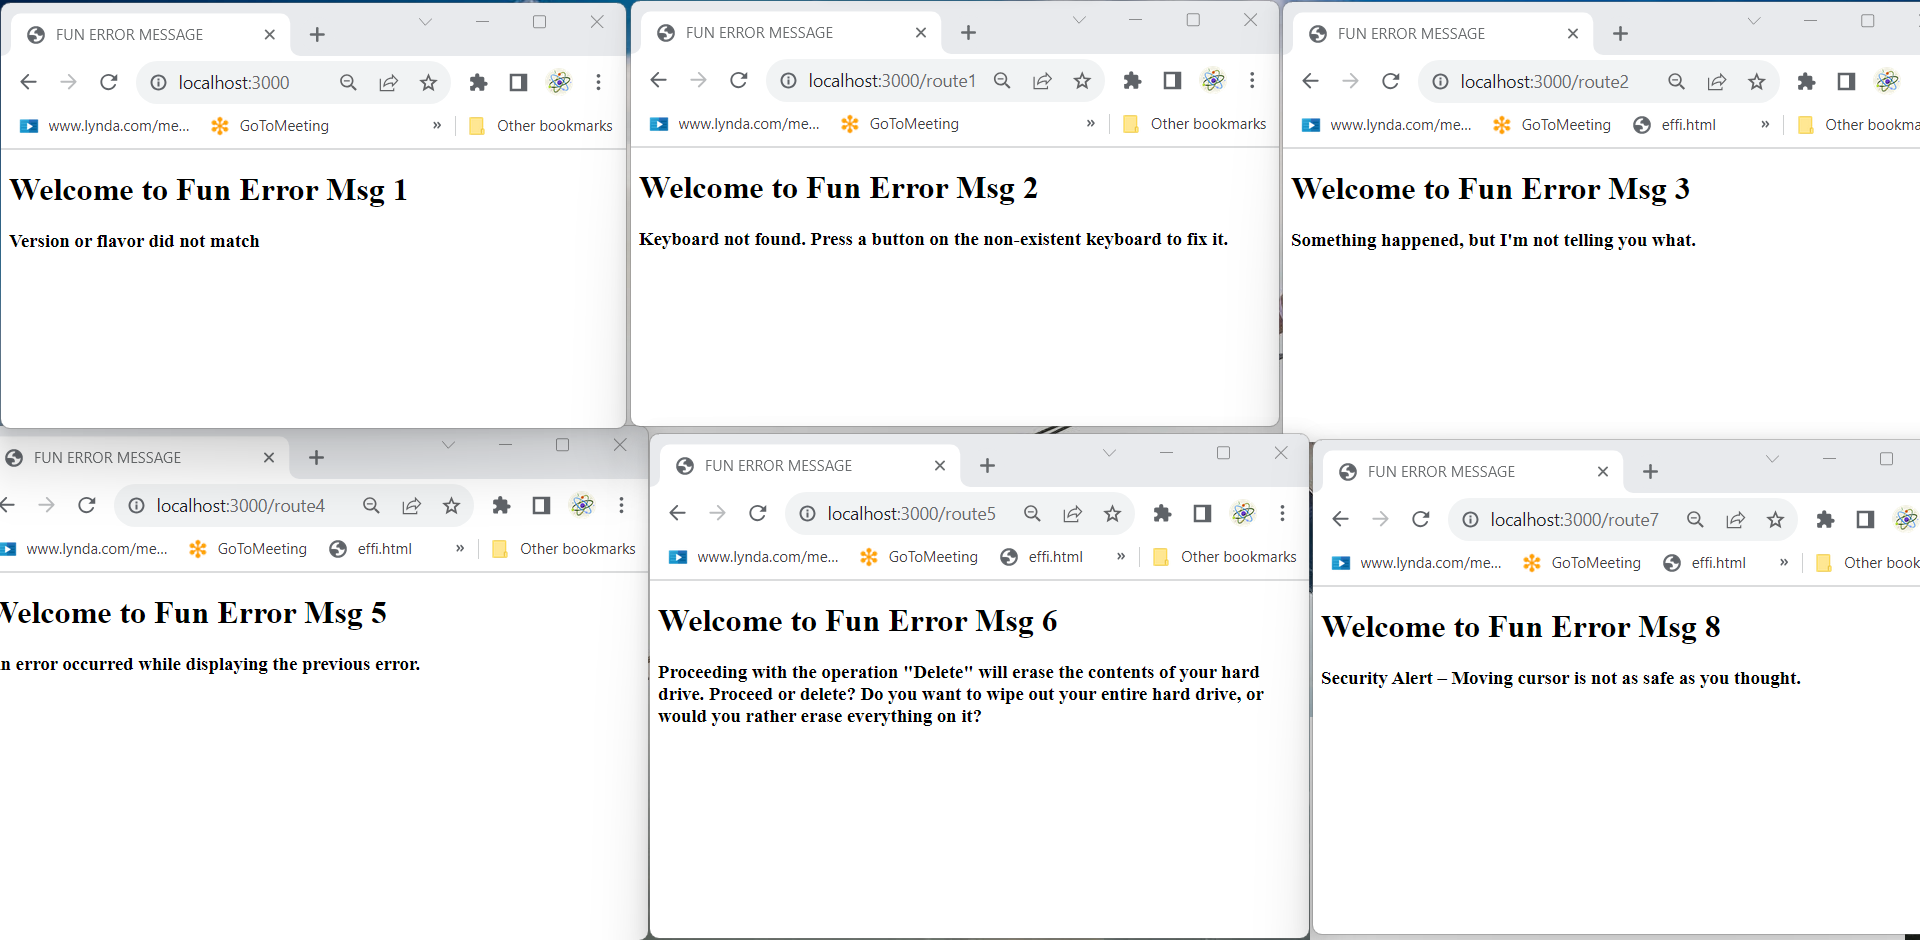 FUN ERROR MESSAGE
localhost:3000
www.lynda.com/me...
GoToMeeting
»
Other bookmarks
Welcome to Fun Error Msg 1
Version or flavor did not match
FUN ERROR MESSAGE
localhost:3000/route1
www.lynda.com/me...
GoToMeeting
»
Other bookmarks
Welcome to Fun Error Msg 2
Keyboard not found. Press a button on the non-existent keyboard to fix it.
FUN ERROR MESSAGE
localhost:3000/route2
www.lynda.com/me...
GoToMeeting
effi.html
»
Other bookma
Welcome to Fun Error Msg 3
Something happened, but I'm not telling you what.
FUN ERROR MESSAGE
localhost:3000/route4
www.lynda.com/me...
GoToMeeting
effi.html
»
Other bookmarks
Welcome to Fun Error Msg 5
n error occurred while displaying the previous error.
FUN ERROR MESSAGE
localhost:3000/route5
www.lynda.com/me...
GoToMeeting
effi.html
»
Other bookmarks
Welcome to Fun Error Msg 6
Proceeding with the operation "Delete" will erase the contents of your hard
drive. Proceed or delete? Do you want to wipe out your entire hard drive, or
would you rather erase everything on it?
FUN ERROR MESSAGE
localhost:3000/route7
www.lynda.com/me...
GoToMeeting
effi.html
»
Other book
Welcome to Fun Error Msg 8
Security Alert – Moving cursor is not as safe as you thought.